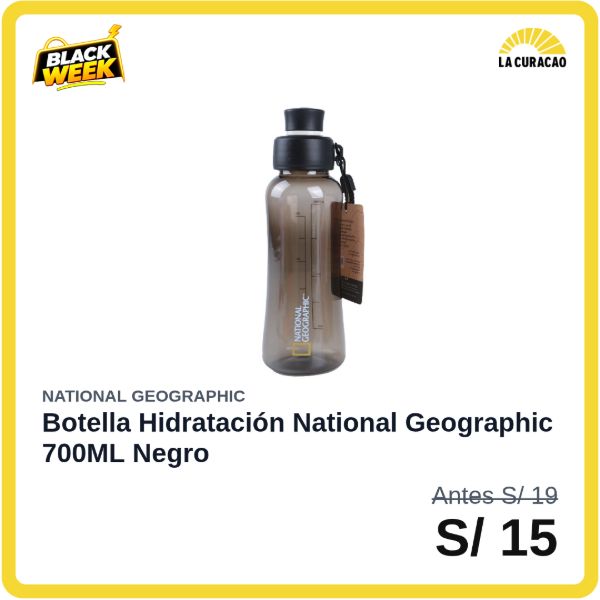 BLACK
WEEK
LA CURACAO
NATIONAL
GEOGRAPHIC
NATIONAL GEOGRAPHIC
Botella Hidratación National Geographic
700ML Negro
Antes S/ 19
S/ 15